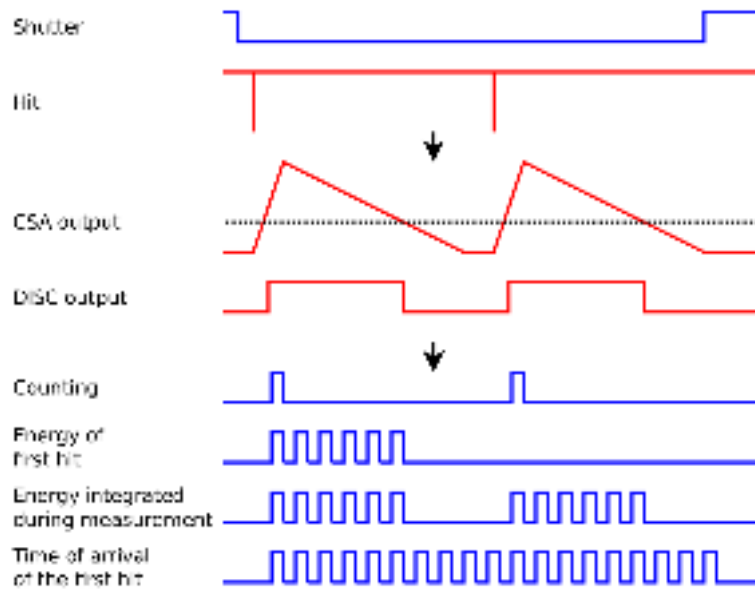 Shutter
Hit
CSA output
DISC output
Counting
Energy of
first hit
Energy integrated
during measurement
Time of arrival
of the first hit